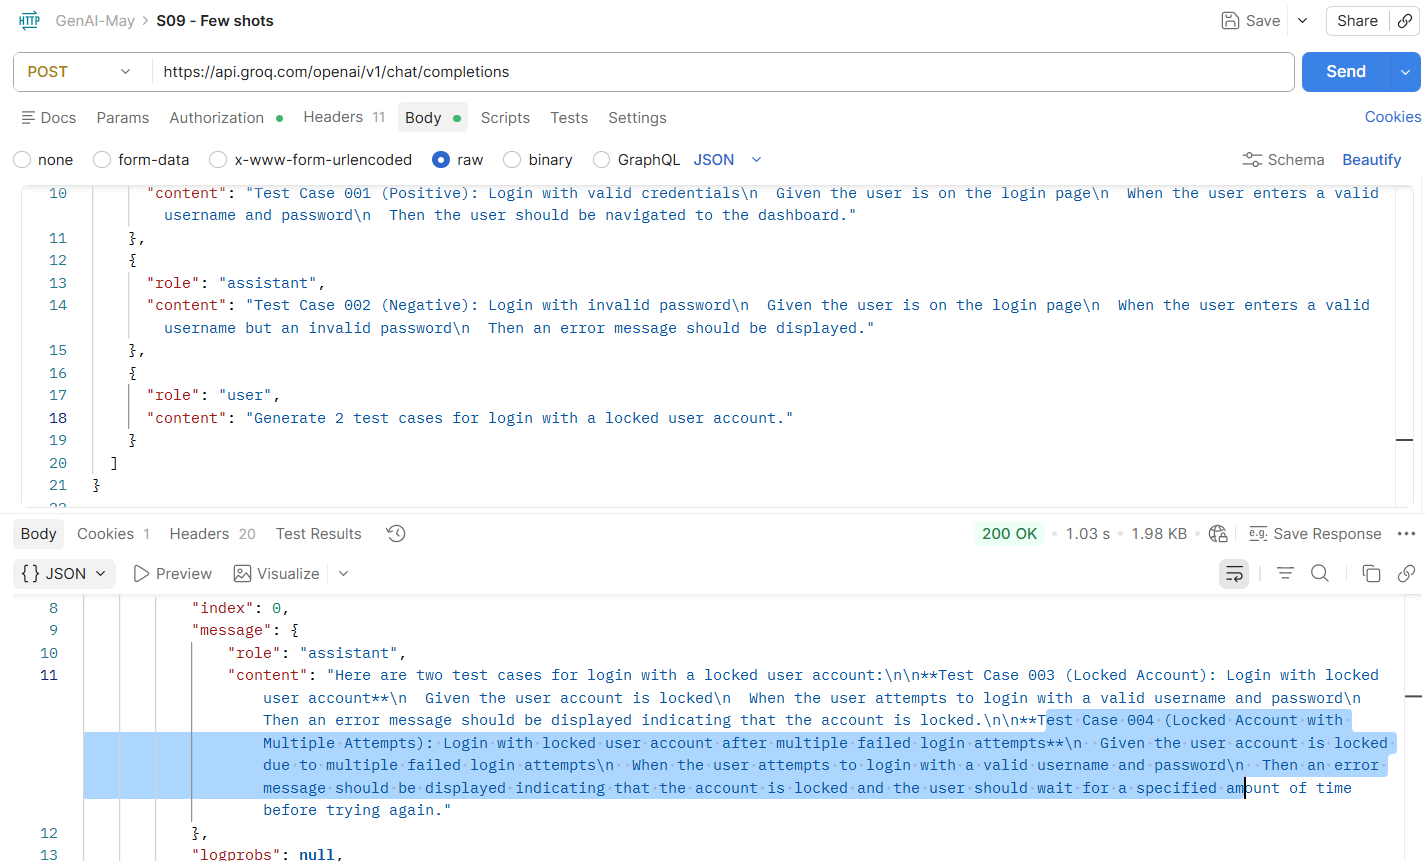 HTTP GenAI-May > S09 - Few shots Save Share
POST https://api.groq.com/openai/v1/chat/completions Send
Docs Params Authorization Headers 11 Body Scripts Tests Settings Cookies
none form-data x-www-form-urlencoded raw binary GraphQL JSON Schema Beautify
10 "content": "Test Case 001 (Positive): Login with valid credentials\n  Given the user is on the login page\n  When the user enters a valid
username and password\n  Then the user should be navigated to the dashboard."
11 },
12 {
13 "role": "assistant",
14 "content": "Test Case 002 (Negative): Login with invalid password\n  Given the user is on the login page\n  When the user enters a valid
username but an invalid password\n  Then an error message should be displayed."
15 },
16 {
17 "role": "user",
18 "content": "Generate 2 test cases for login with a locked user account."
19 }
20 ]
21 }
22
Body Cookies 1 Headers 20 Test Results 200 OK • 1.03 s • 1.98 KB • e.g. Save Response
{} JSON Preview Visualize
8 "index": 0,
9 "message": {
10 "role": "assistant",
11 "content": "Here are two test cases for login with a locked user account:\n\n**Test Case 003 (Locked Account): Login with locked
user account**\n  Given the user account is locked\n  When the user attempts to login with a valid username and password\n
Then an error message should be displayed indicating that the account is locked.\n\n**Test Case 004 (Locked Account with
Multiple Attempts): Login with locked user account after multiple failed login attempts**\n  Given the user account is locked
due to multiple failed login attempts\n  When the user attempts to login with a valid username and password\n  Then an error
message should be displayed indicating that the account is locked and the user should wait for a specified amount of time
before trying again."
12 },
13 "logprobs": null,